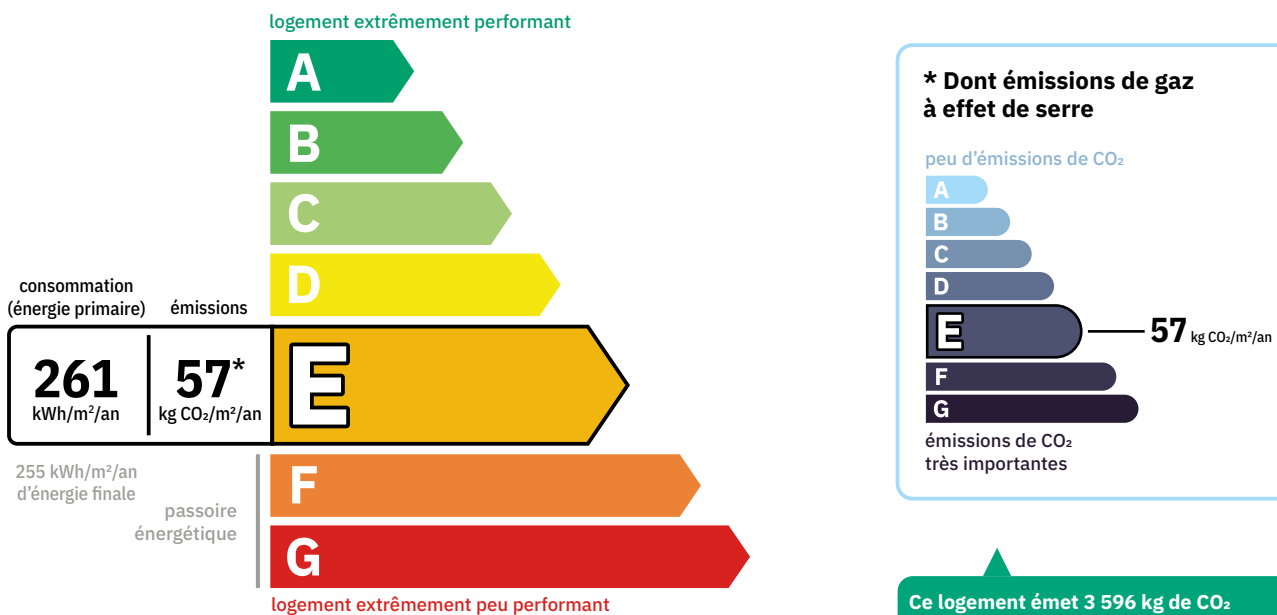 logement extrêmement performant
A
B
C
D
consommation
(énergie primaire)
émissions
261
kWh/m²/an
57*
kg CO₂/m²/an
E
255 kWh/m²/an
d'énergie finale
passoire
énergétique
F
G
logement extrêmement peu performant
* Dont émissions de gaz
à effet de serre
peu d'émissions de CO₂
A
B
C
D
E
57 kg CO₂/m²/an
F
G
émissions de CO₂
très importantes
Ce logement émet 3 596 kg de CO₂